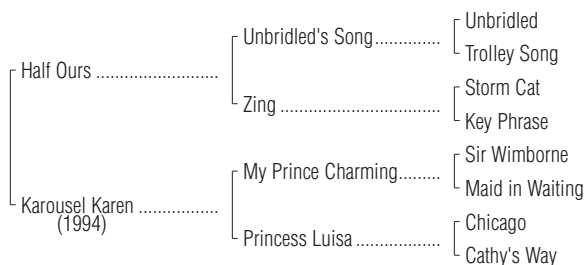 Unbridled
Unbridled's Song..............
Trolley Song
Half Ours ..........................
Storm Cat
Zing ..................................
Key Phrase
Sir Wimborne
My Prince Charming.........
Maid in Waiting
Karousel Karen .................
(1994)
Chicago
Princess Luisa ..................
Cathy's Way